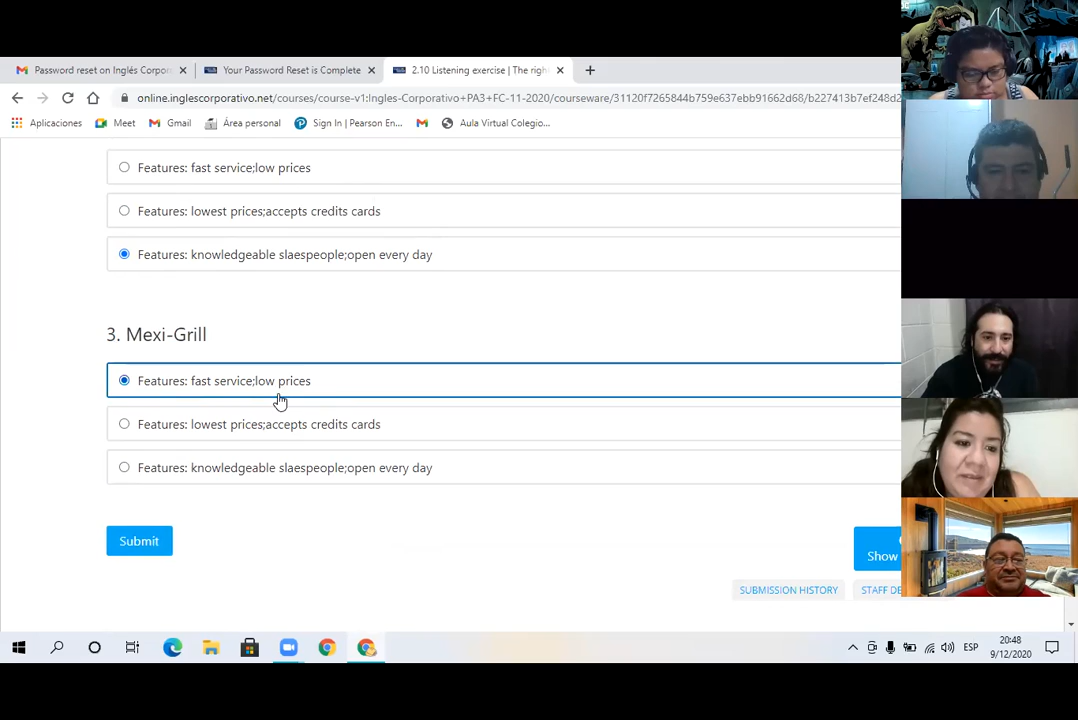 Password reset on Inglés Corpor
Your Password Reset is Complete
2.10 Listening exercise | The righ
online.inglescorporativo.net/courses/course-v1:Ingles-Corporativo+PA3+FC-11-2020/courseware/31120f7265844b759e637ebb91662d68/b227413b7ef248d2
Aplicaciones
Meet
Gmail
Área personal
Sign In | Pearson En...
Aula Virtual Colegio...
Features: fast service;low prices
Features: lowest prices;accepts credits cards
Features: knowledgeable slaespeople;open every day
3. Mexi-Grill
Features: fast service;low prices
Features: lowest prices;accepts credits cards
Features: knowledgeable slaespeople;open every day
Submit
Show
SUBMISSION HISTORY
STAFF DE
ESP
20:48
9/12/2020